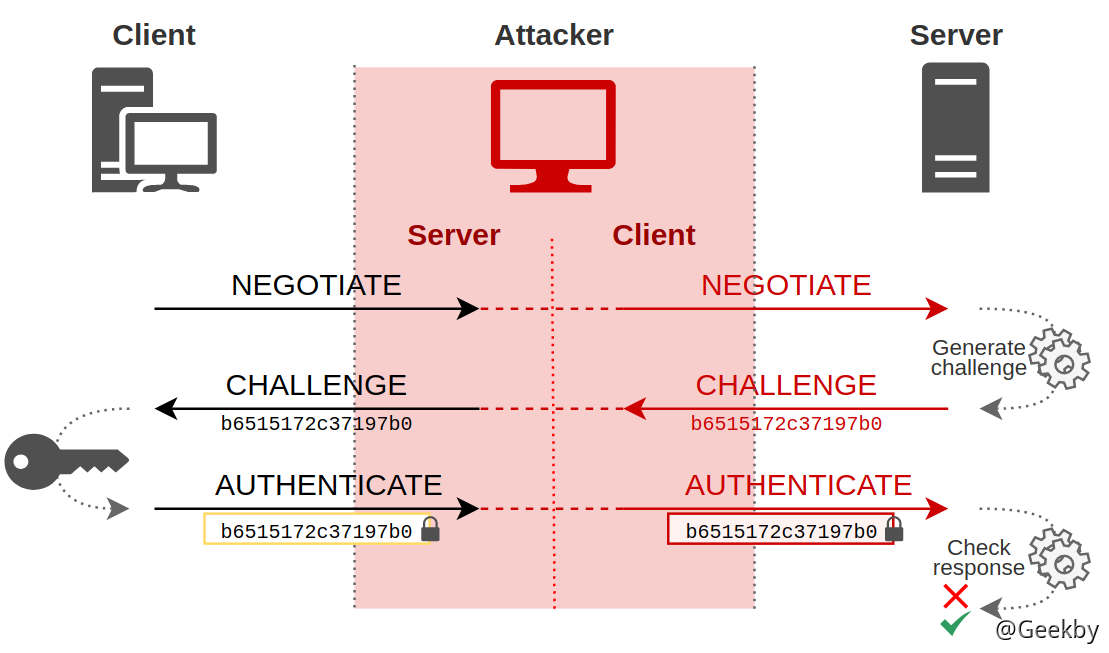 Client
Attacker
Server
Server
Client
NEGOTIATE
NEGOTIATE
Generate
challenge
CHALLENGE
CHALLENGE
b6515172c37197b0
b6515172c37197b0
AUTHENTICATE
AUTHENTICATE
b6515172c37197b0
b6515172c37197b0
Check
response
@Geekby